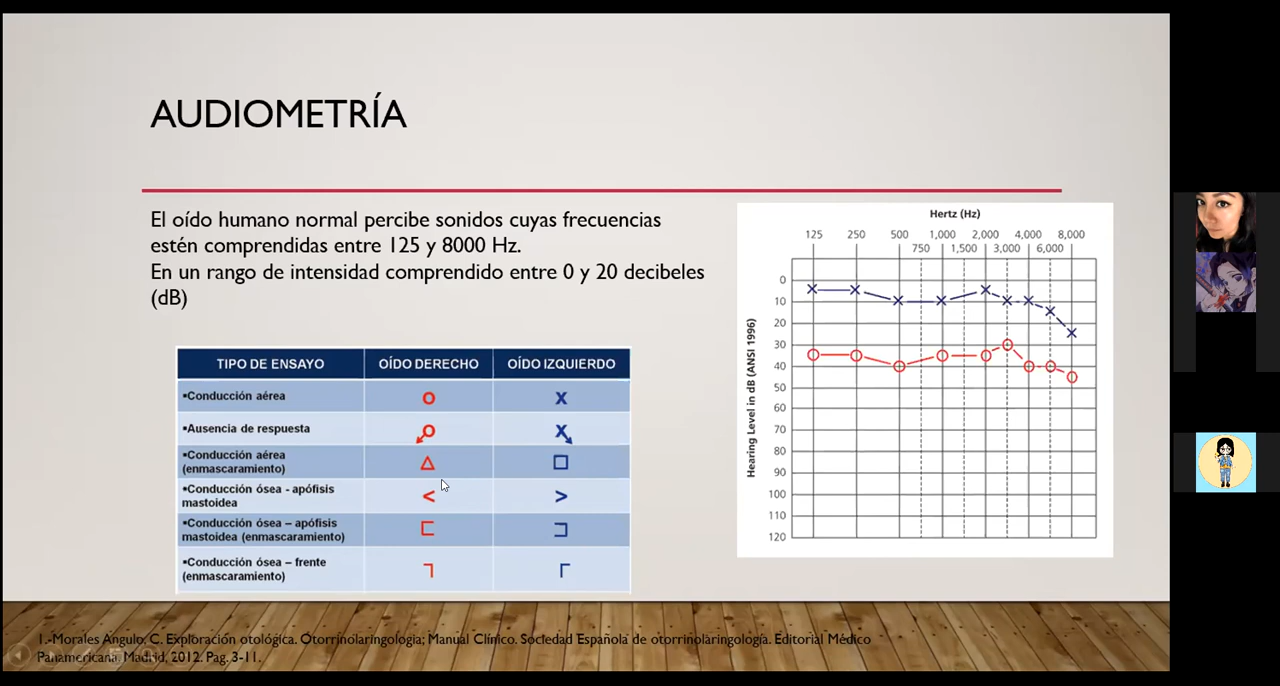 AUDIOMETRÍA
El oído humano normal percibe sonidos cuyas frecuencias
estén comprendidas entre 125 y 8000 Hz.
En un rango de intensidad comprendido entre 0 y 20 decibeles
(dB)
TIPO DE ENSAYO OÍDO DERECHO OÍDO IZQUIERDO
▪Conducción aérea O X
▪Ausencia de respuesta O X
▪Conducción aérea
(enmascaramiento) △ □
▪Conducción ósea - apófisis
mastoidea < >
▪Conducción ósea – apófisis
mastoidea (enmascaramiento) ⊏ ⊐
▪Conducción ósea – frente
(enmascaramiento) ┐ ┌
Hertz (Hz)
125 250 500 1,000 2,000 4,000 8,000
750 1,500 3,000 6,000
Hearing Level in dB (ANSI 1996)
0
10
20
30
40
50
60
70
80
90
100
110
120
1.-Morales Angulo. C. Exploración otológica. Otorrinolaringologia; Manual Clínico. Sociedad Española de otorrinolaringología. Editorial Médico
Panamericana. Madrid, 2012. Pag. 3-11.